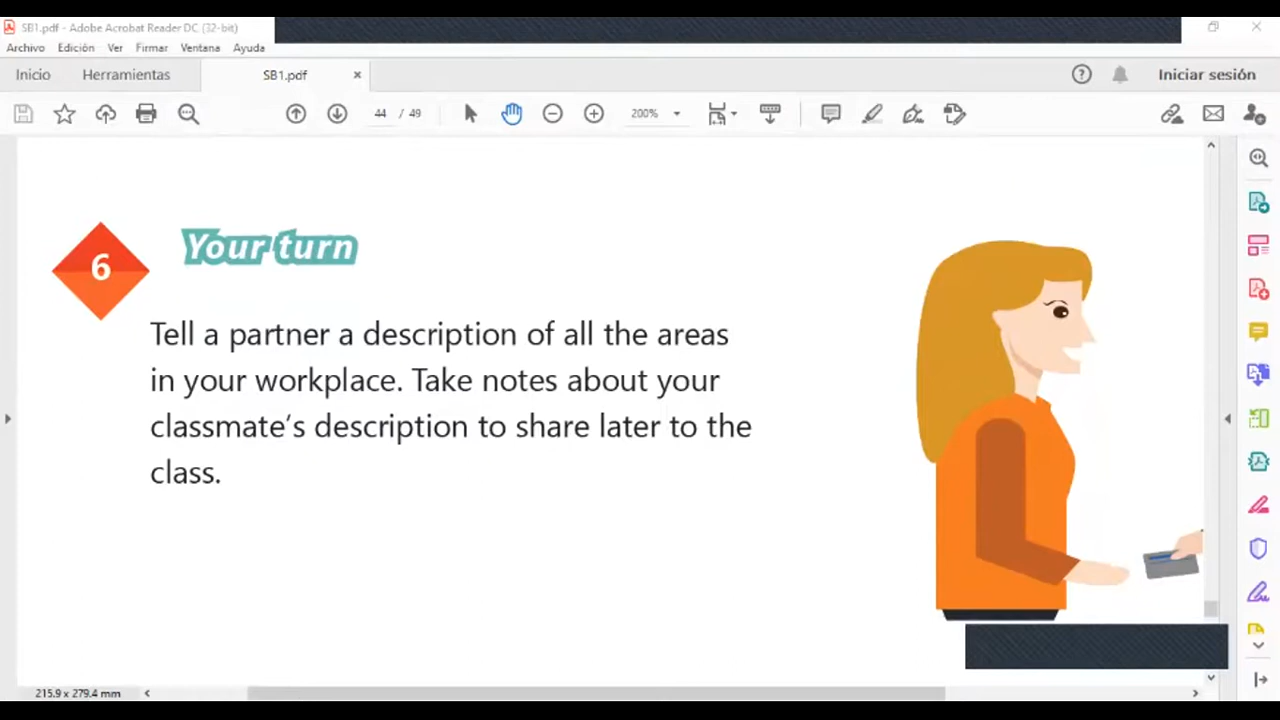 SB1.pdf - Adobe Acrobat Reader DC (32-bit)
Archivo Edición Ver Firmar Ventana Ayuda
Inicio Herramientas SB1.pdf × Iniciar sesión
44 / 49 200%
6
Your turn
Tell a partner a description of all the areas
in your workplace. Take notes about your
classmate's description to share later to the
class.
215.9 x 279.4 mm